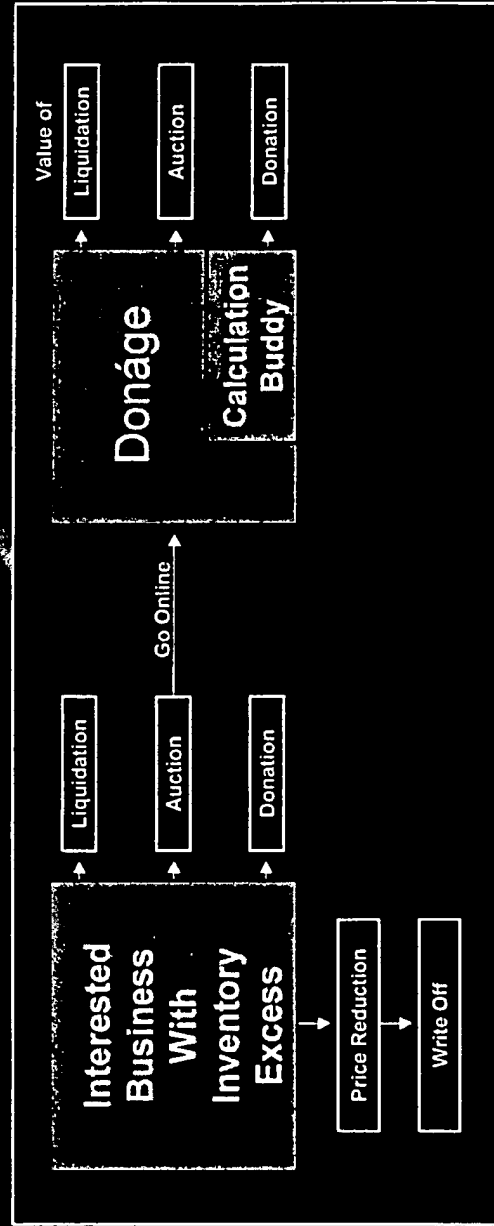 Interested
Business
With
Inventory
Excess
Liquidation
Auction
Donation
Price Reduction
Write Off
Go Online
Donáge
Calculation
Buddy
Value of
Liquidation
Auction
Donation